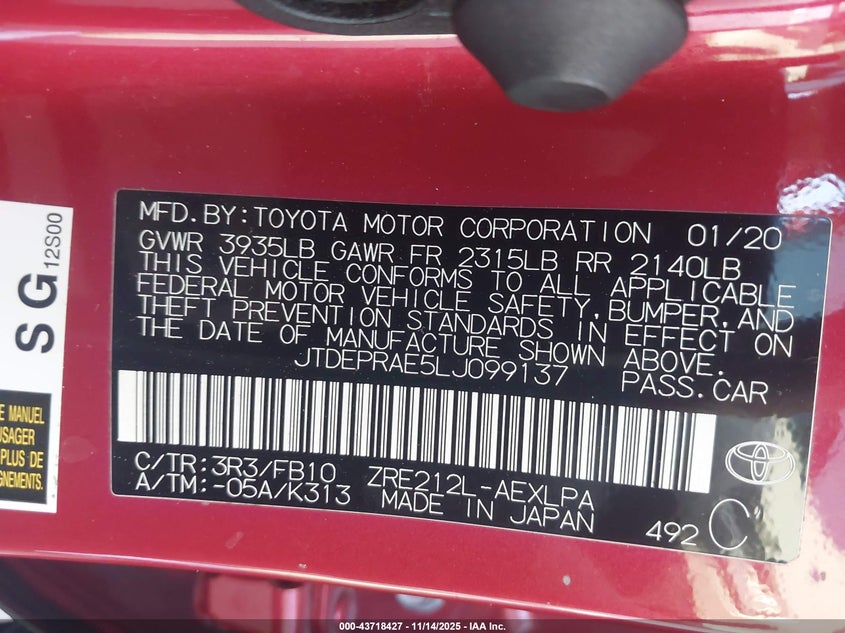 MFD.BY:TOYOTA MOTOR CORPORATION 01/20
GVWR 3935LB GAWR FR 2315LB RR 2140LB
THIS VEHICLE CONFORMS TO ALL APPLICABLE
FEDERAL MOTOR VEHICLE SAFETY,BUMPER,AND
THEFT PREVENTION STANDARDS IN EFFECT ON
THE DATE OF MANUFACTURE SHOWN ABOVE.
JTDEPRAE5LJ099137 PASS.CAR
C/TR:3R3/FB10 ZRE212L-AEXLPA
A/TM:-05A/K313 MADE IN JAPAN
492 C"
SG 12S00
E MANUEL
USAGER
PLUS DE
GNEMENTS.
000-43718427 - 11/14/2025 - IAA Inc.